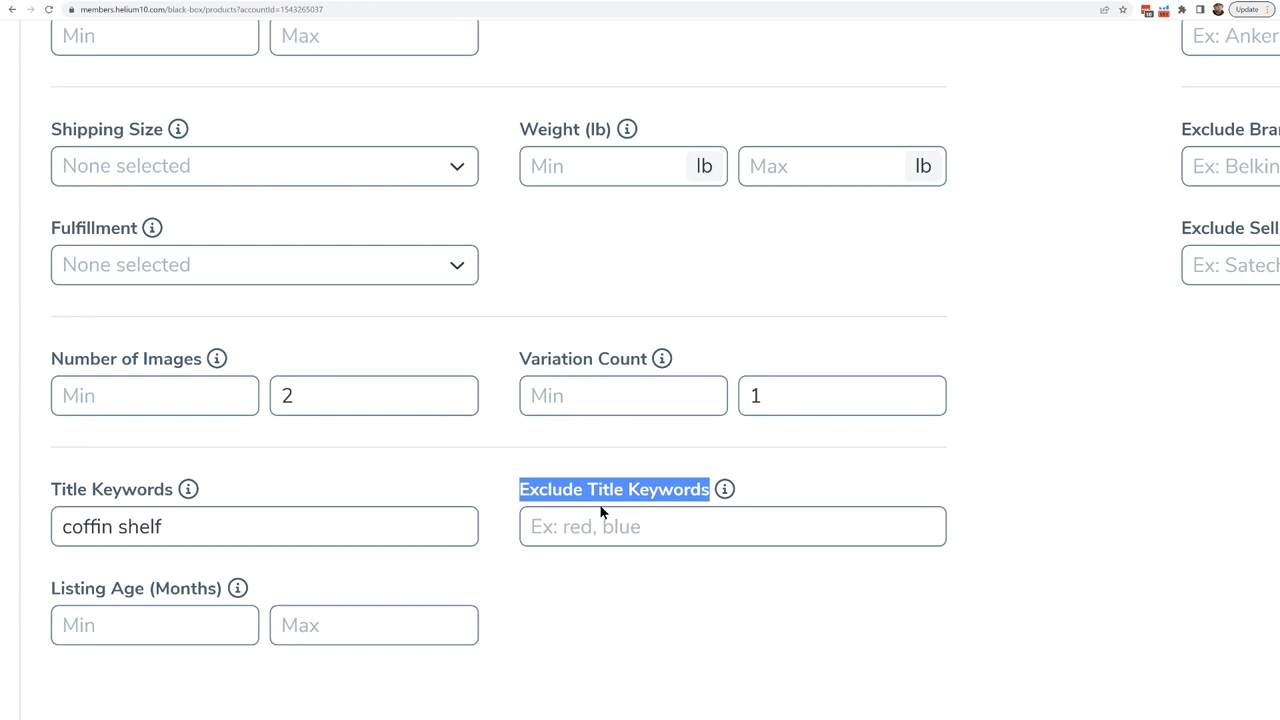 members.helium10.com/black-box/products?accountId=1543265037
Update
Min Max Ex: Anker
Shipping Size Weight (lb) Exclude Bra
None selected Min lb Max lb Ex: Belkin
Fulfillment Exclude Sell
None selected Ex: Satech
Number of Images Variation Count
Min 2 Min 1
Title Keywords Exclude Title Keywords
coffin shelf Ex: red, blue
Listing Age (Months)
Min Max